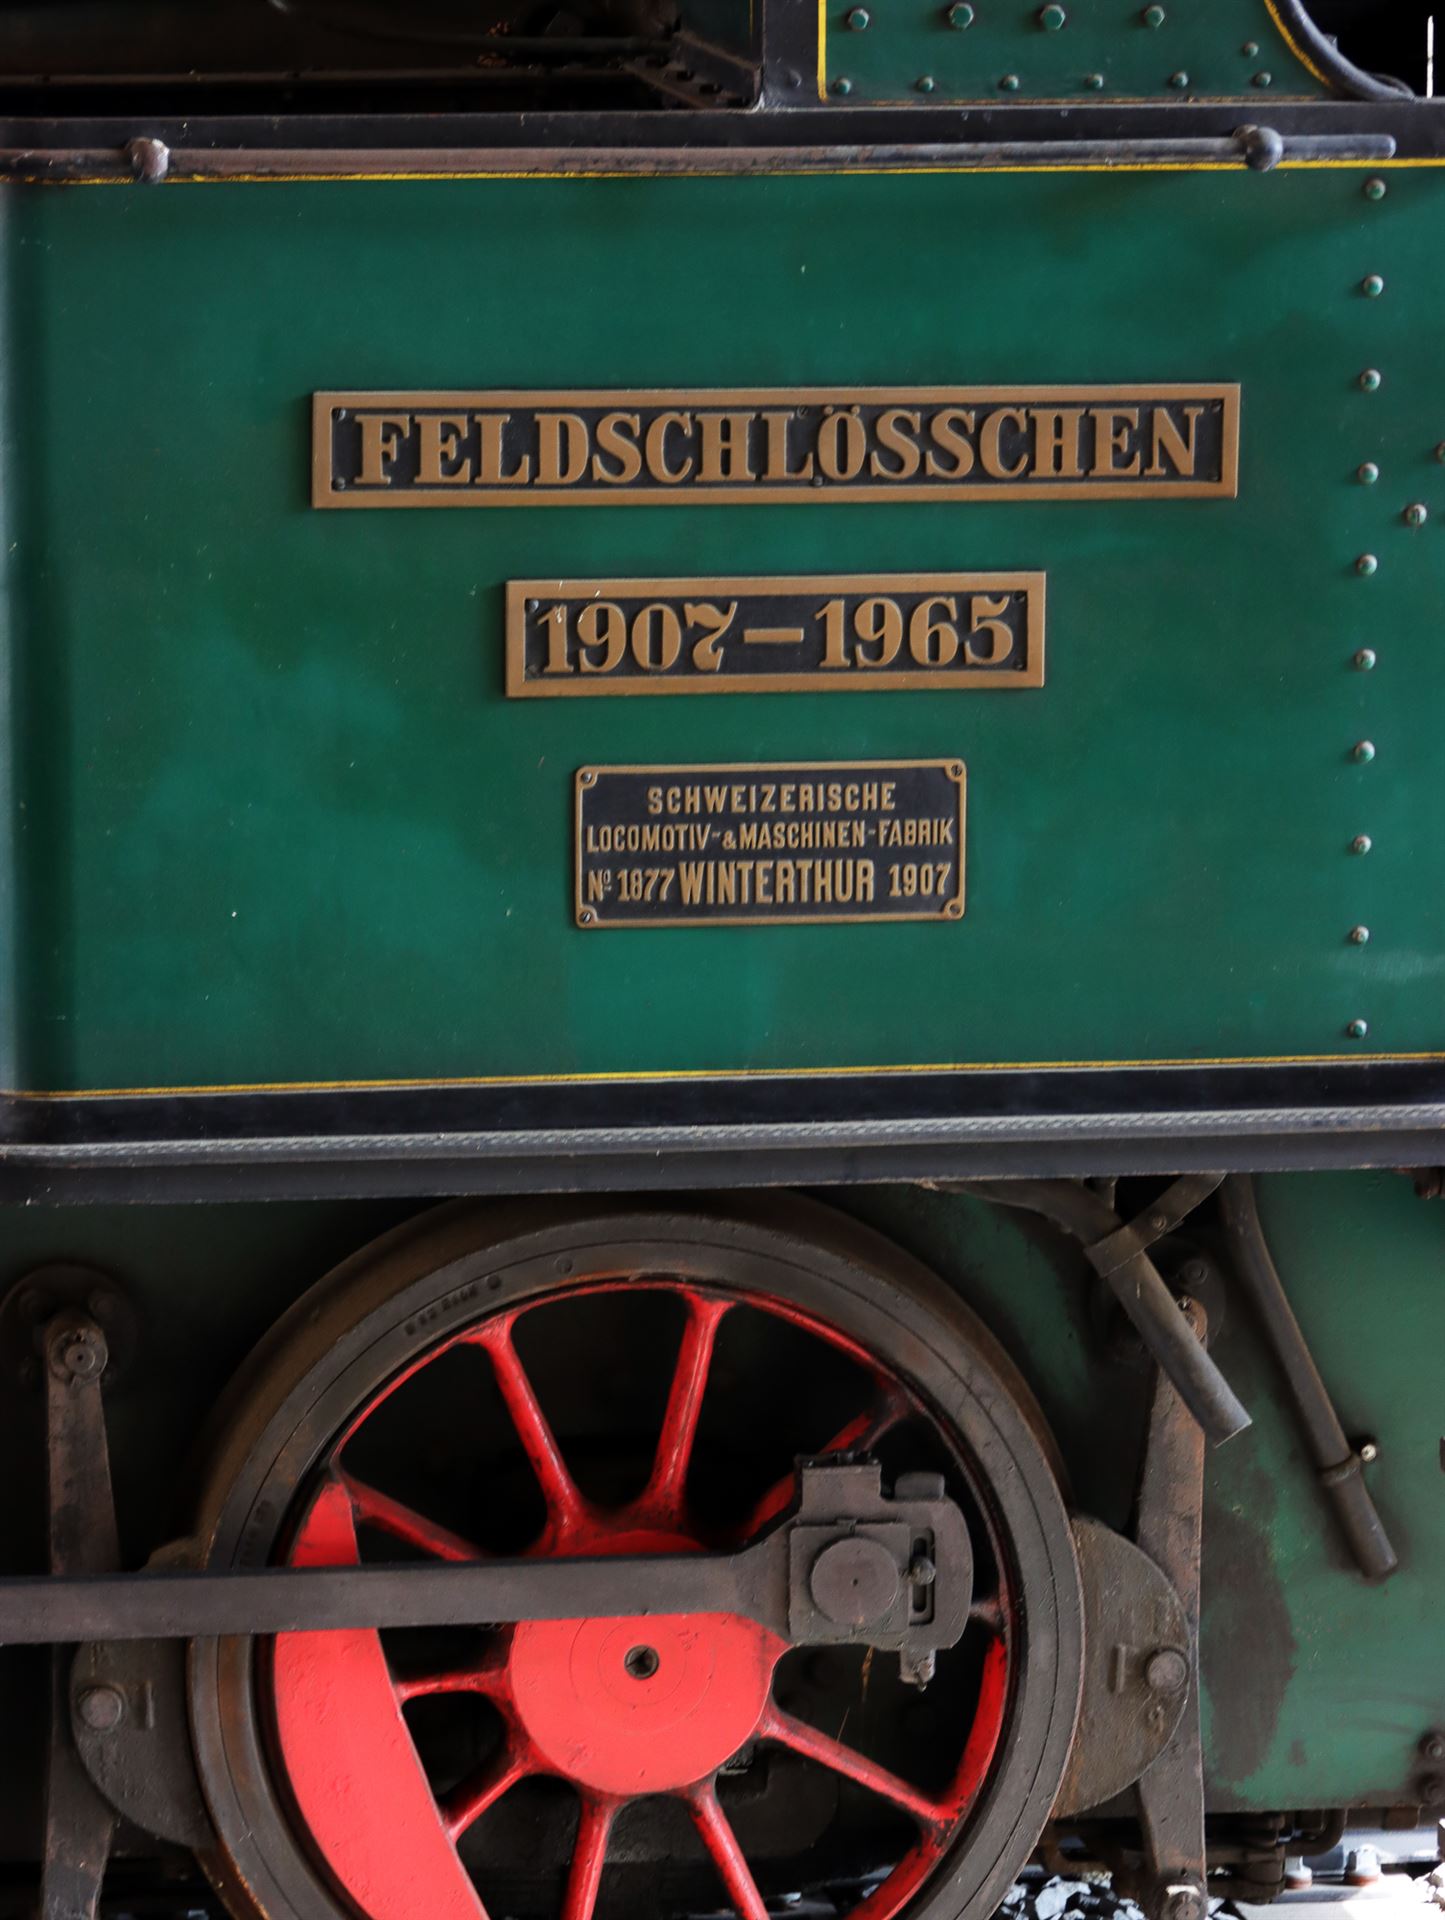 FELDSCHLÖSSCHEN
1907–1965
SCHWEIZERISCHE
LOCOMOTIV-&MASCHINEN-FABRIK
No 1877 WINTERTHUR 1907